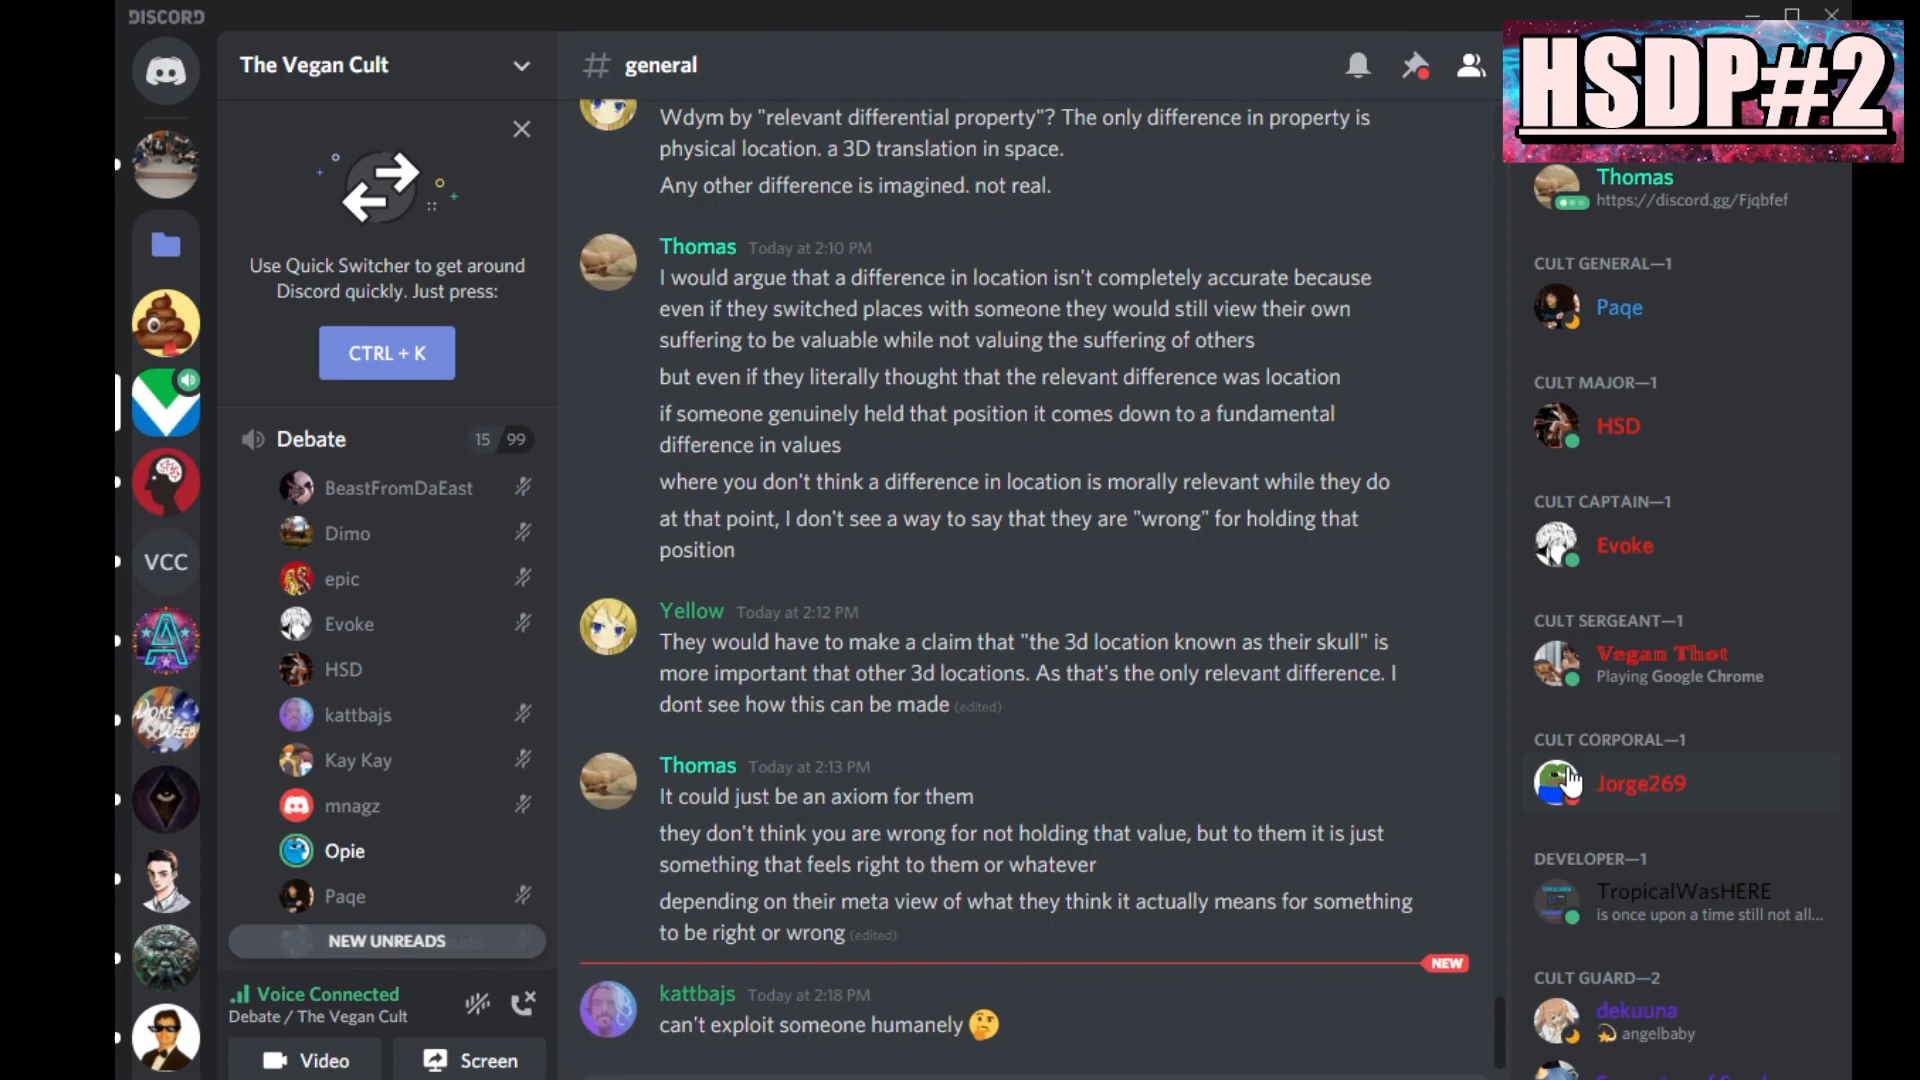 DISCORD
The Vegan Cult
general
HSDP#2
Use Quick Switcher to get around
Discord quickly. Just press:
CTRL + K
Debate
15 99
BeastFromDaEast
Dimo
epic
Evoke
HSD
kattbajs
Kay Kay
mnagz
Opie
Paqe
NEW UNREADS
Voice Connected
Debate / The Vegan Cult
Video
Screen
VCC
Wdym by "relevant differential property"? The only difference in property is
physical location. a 3D translation in space.
Any other difference is imagined. not real.
Thomas Today at 2:10 PM
I would argue that a difference in location isn't completely accurate because
even if they switched places with someone they would still view their own
suffering to be valuable while not valuing the suffering of others
but even if they literally thought that the relevant difference was location
if someone genuinely held that position it comes down to a fundamental
difference in values
where you don't think a difference in location is morally relevant while they do
at that point, I don't see a way to say that they are "wrong" for holding that
position
Yellow Today at 2:12 PM
They would have to make a claim that "the 3d location known as their skull" is
more important that other 3d locations. As that's the only relevant difference. I
dont see how this can be made (edited)
Thomas Today at 2:13 PM
It could just be an axiom for them
they don't think you are wrong for not holding that value, but to them it is just
something that feels right to them or whatever
depending on their meta view of what they think it actually means for something
to be right or wrong (edited)
NEW
kattbajs Today at 2:18 PM
can't exploit someone humanely 🤔
Thomas
https://discord.gg/Fjqbfef
CULT GENERAL—1
Paqe
CULT MAJOR—1
HSD
CULT CAPTAIN—1
Evoke
CULT SERGEANT—1
Vegan Thot
Playing Google Chrome
CULT CORPORAL—1
Jorge269
DEVELOPER—1
TropicalWasHERE
is once upon a time still not all...
CULT GUARD—2
dekuuna
angelbaby